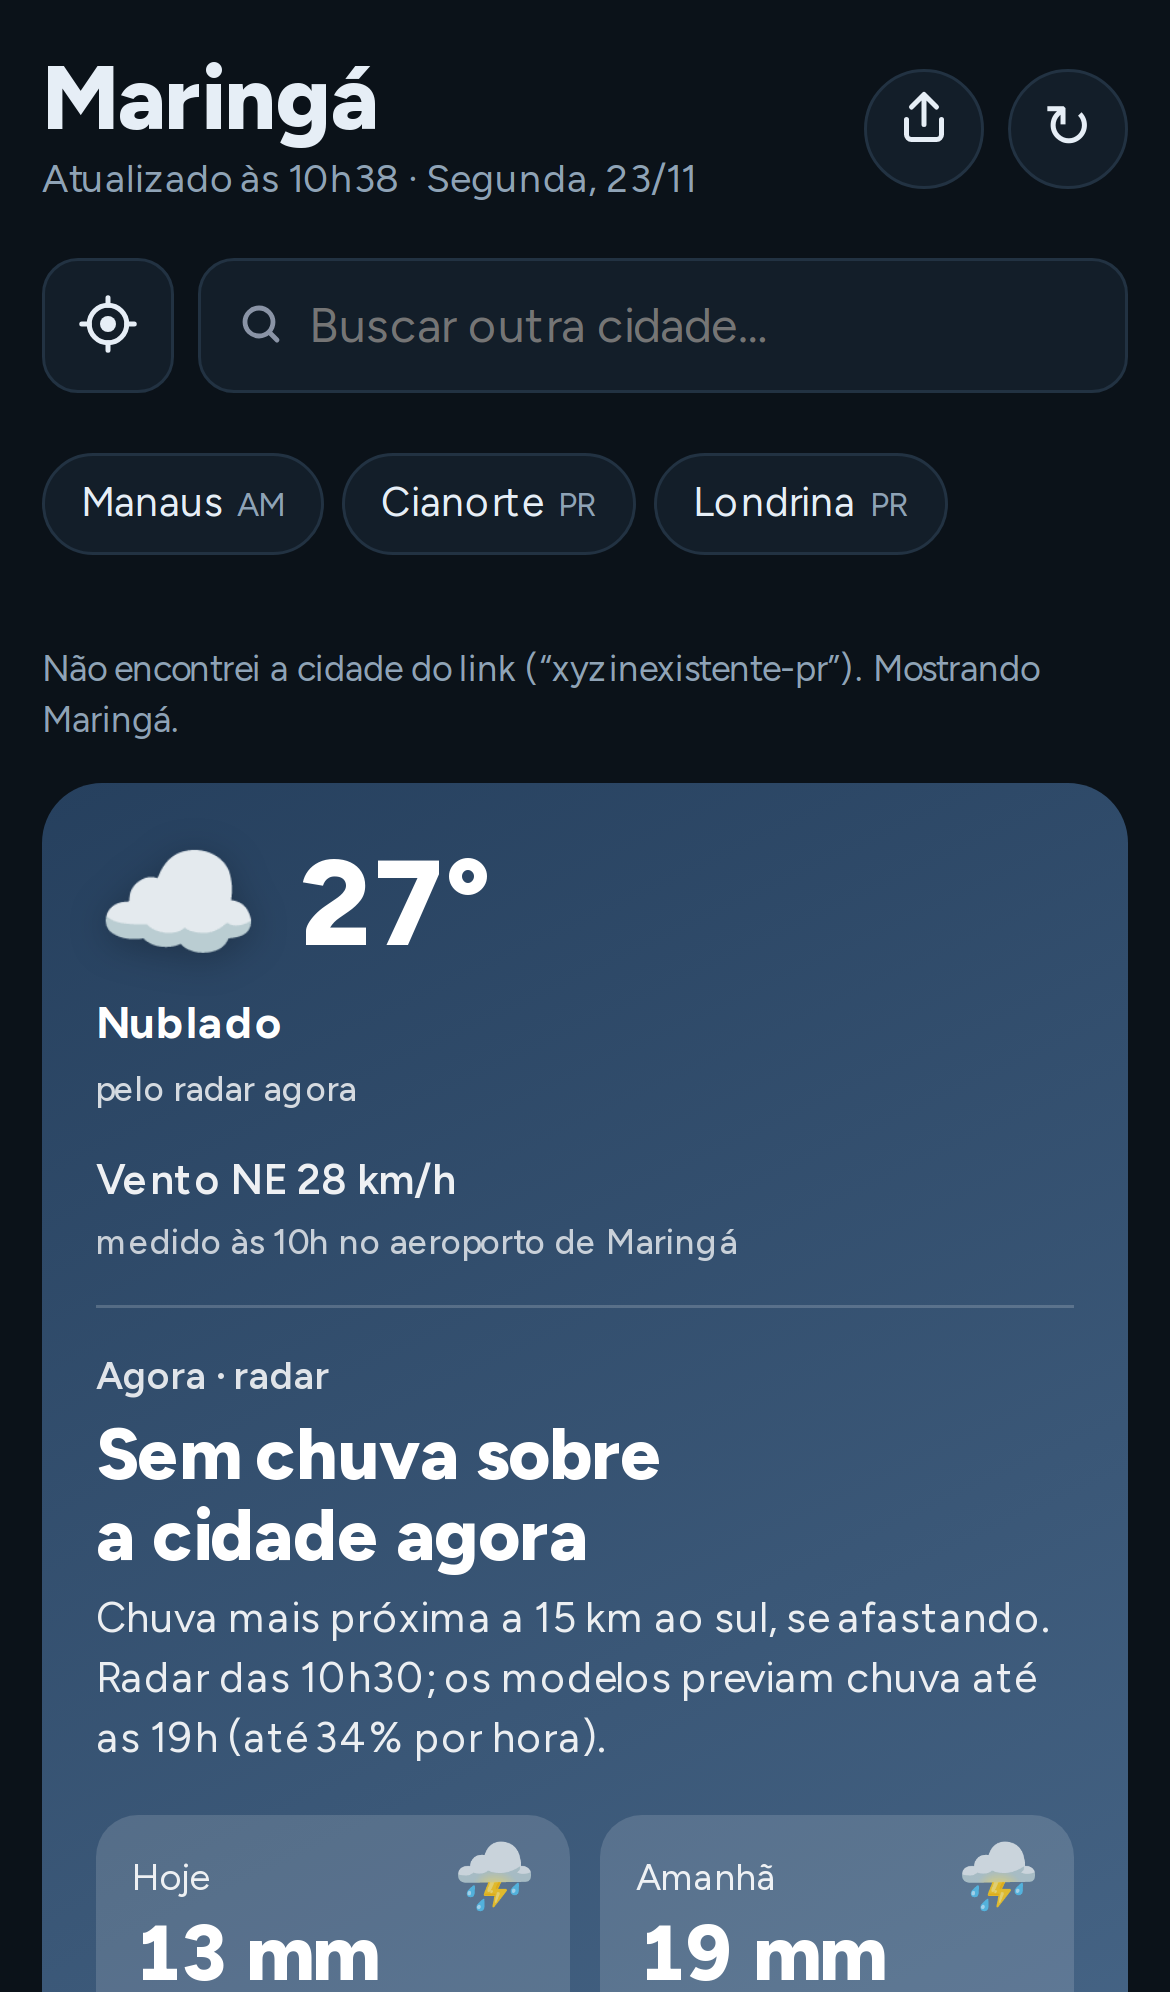 Maringá
Atualizado às 10h38 · Segunda, 23/11
Buscar outra cidade...
Manaus AM
Cianorte PR
Londrina PR
Não encontrei a cidade do link (“xyzinexistente-pr”). Mostrando
Maringá.
27°
Nublado
pelo radar agora
Vento NE 28 km/h
medido às 10h no aeroporto de Maringá
Agora · radar
Sem chuva sobre
a cidade agora
Chuva mais próxima a 15 km ao sul, se afastando.
Radar das 10h30; os modelos previam chuva até
as 19h (até 34% por hora).
Hoje
13 mm
Amanhã
19 mm